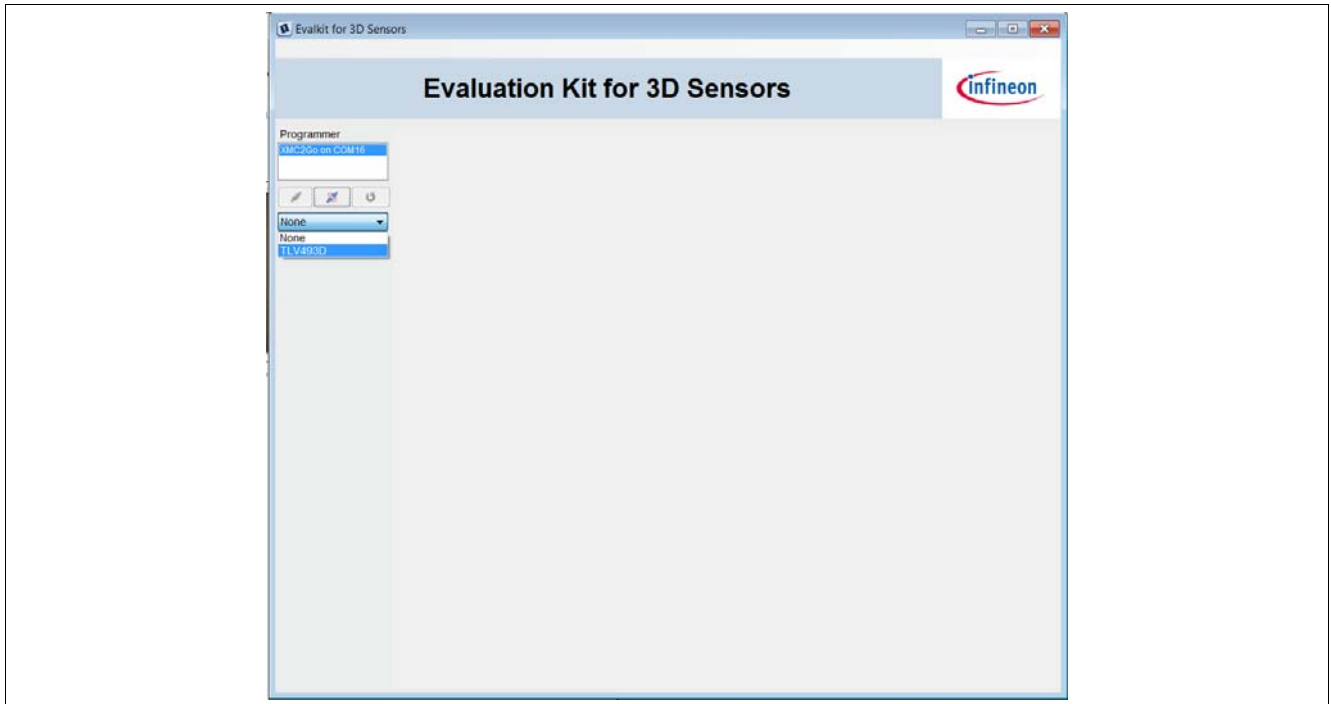 Evalkit for 3D Sensors
Evaluation Kit for 3D Sensors
infineon
Programmer
XMC2Go on COM16
None
None
TLV493D